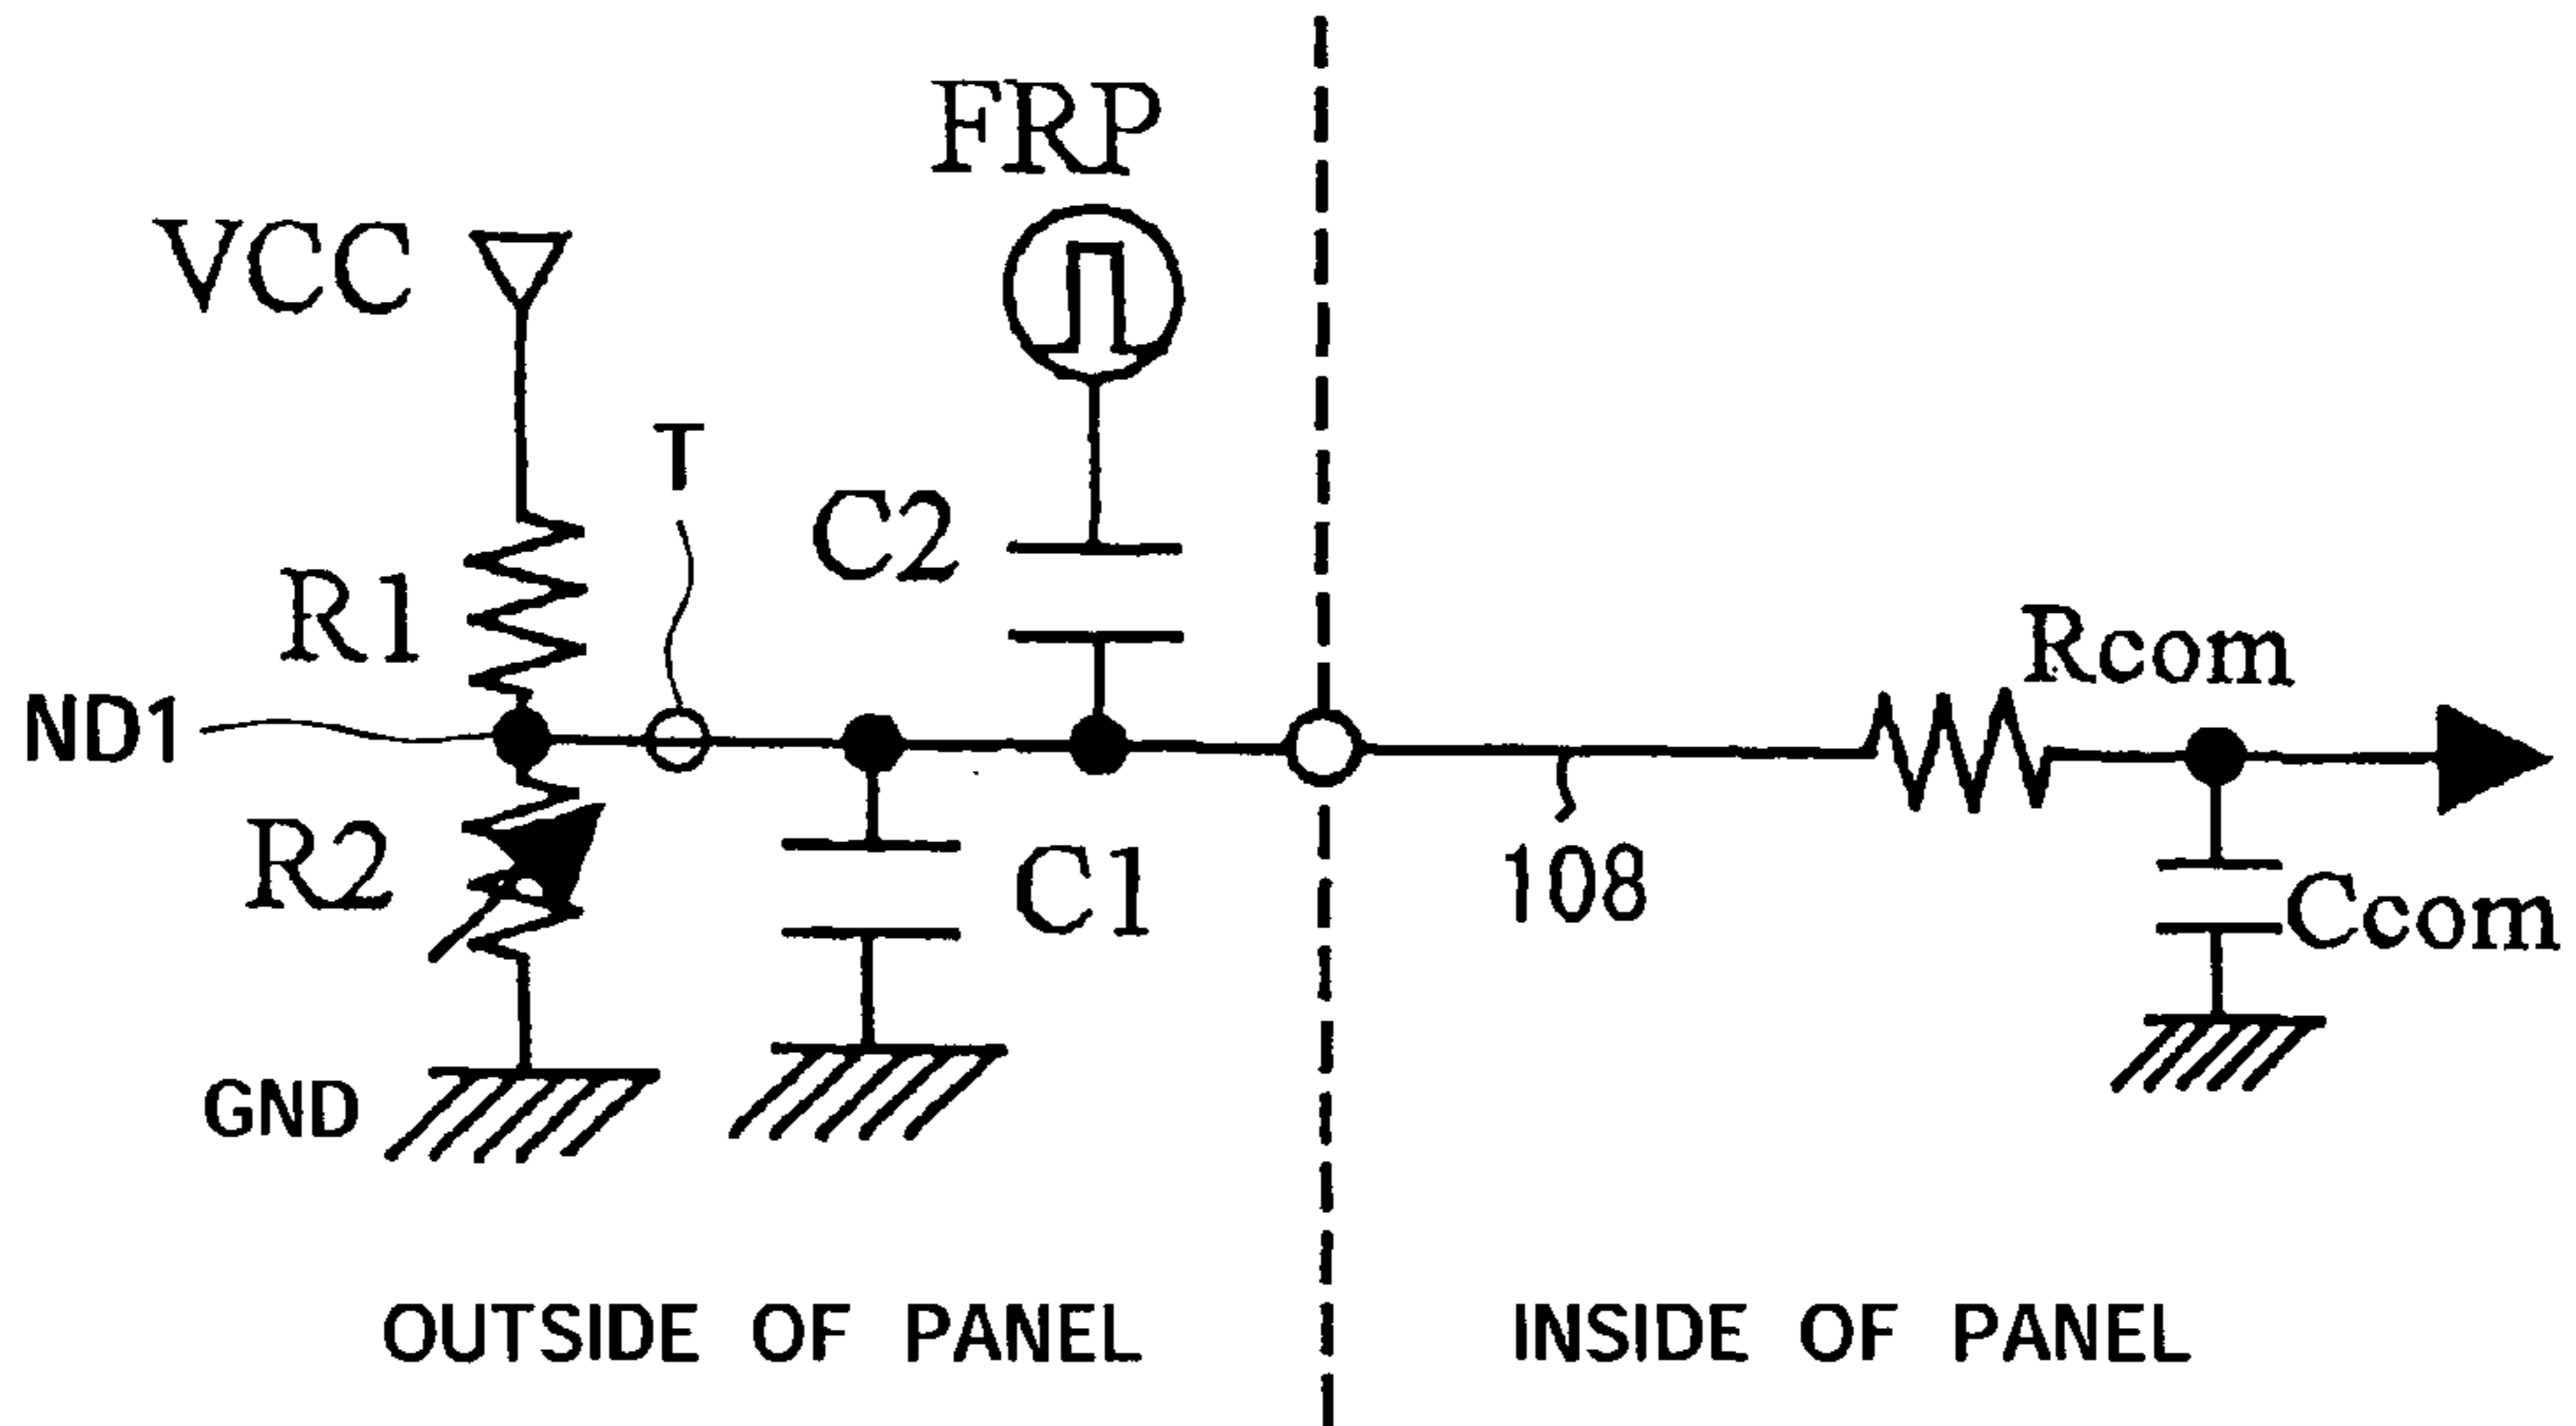 FRP
VCC
T
C2
R1
Rcom
ND1
R2
C1
108
Ccom
GND
OUTSIDE OF PANEL
INSIDE OF PANEL